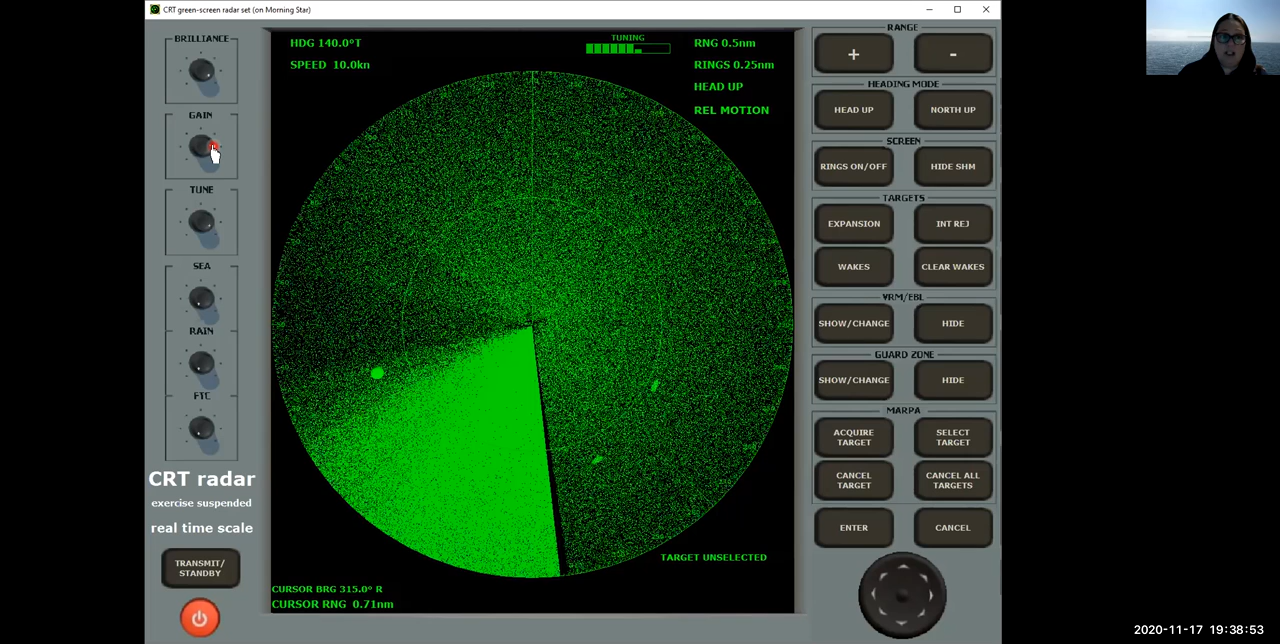 CRT green-screen radar set (on Morning Star)
BRILLIANCE
GAIN
TUNE
SEA
RAIN
FTC
CRT radar
exercise suspended
real time scale
TRANSMIT/
STANDBY
HDG 140.0°T
SPEED 10.0kn
TUNING
RNG 0.5nm
RINGS 0.25nm
HEAD UP
REL MOTION
TARGET UNSELECTED
CURSOR BRG 315.0° R
CURSOR RNG 0.71nm
RANGE
+ -
HEADING MODE
HEAD UP NORTH UP
SCREEN
RINGS ON/OFF HIDE SHM
TARGETS
EXPANSION INT REJ
WAKES CLEAR WAKES
VRM/EBL
SHOW/CHANGE HIDE
GUARD ZONE
SHOW/CHANGE HIDE
MARPA
ACQUIRE
TARGET
SELECT
TARGET
CANCEL
TARGET
CANCEL ALL
TARGETS
ENTER CANCEL
2020-11-17 19:38:53